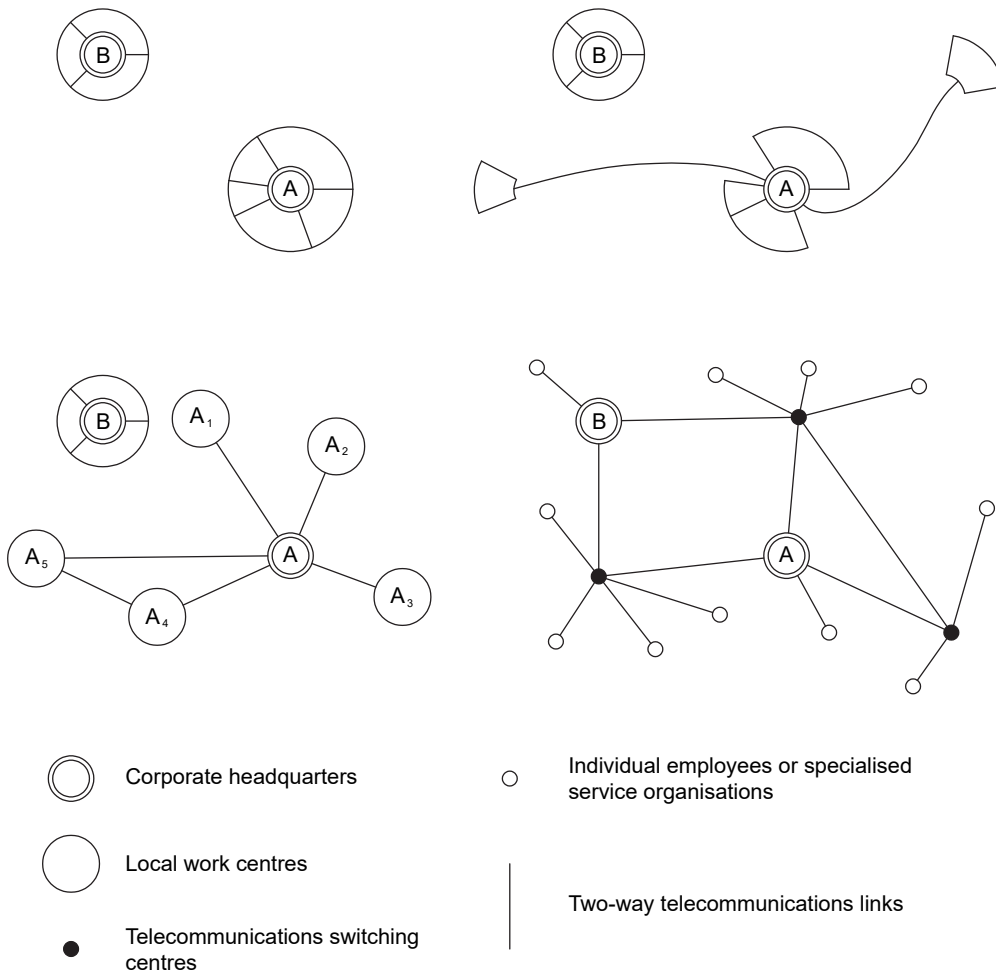 B
B
A
A
B
A₁
A₂
B
A₅
A
A₄
A₃
A
Corporate headquarters
Individual employees or specialised
service organisations
Local work centres
Two-way telecommunications links
Telecommunications switching
centres